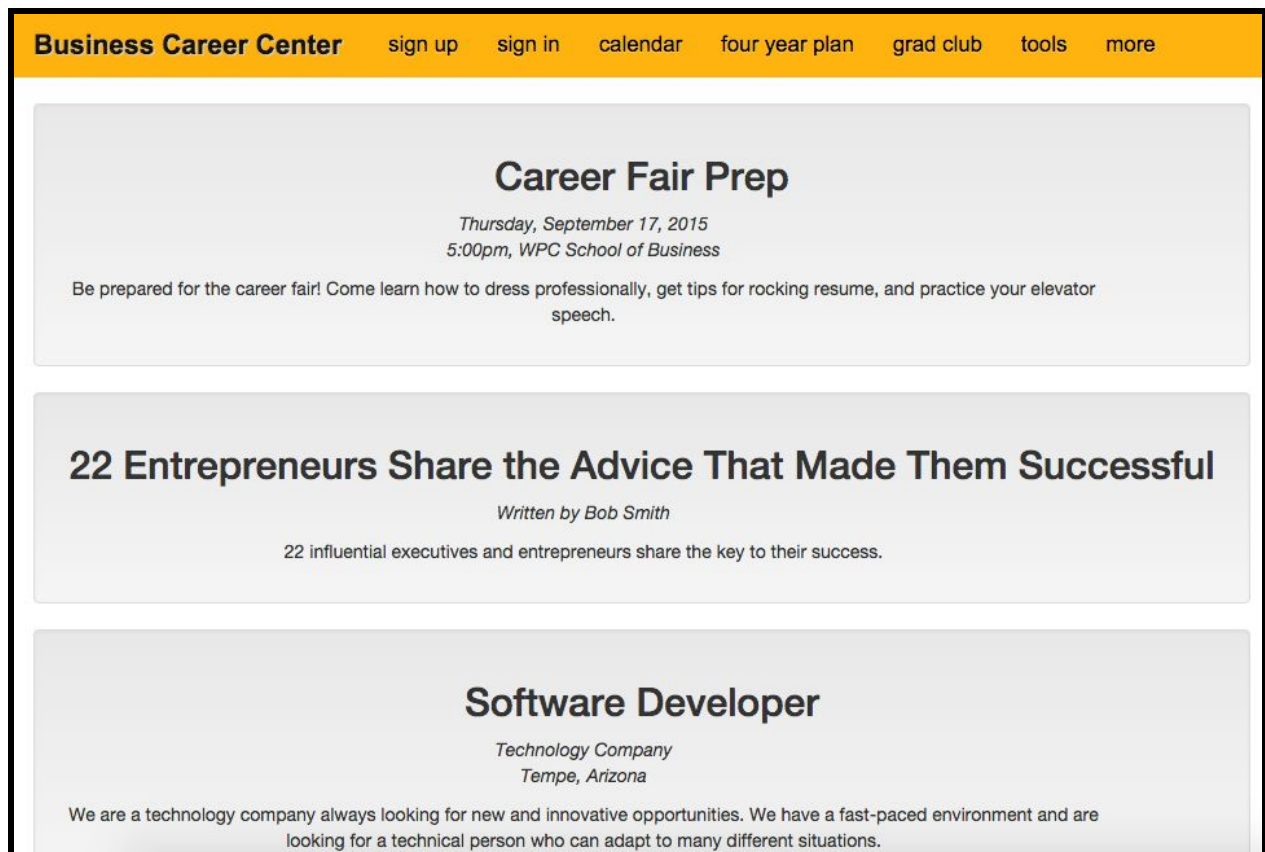 Business Career Center sign up sign in calendar four year plan grad club tools more
Career Fair Prep
Thursday, September 17, 2015
5:00pm, WPC School of Business
Be prepared for the career fair! Come learn how to dress professionally, get tips for rocking resume, and practice your elevator
speech.
22 Entrepreneurs Share the Advice That Made Them Successful
Written by Bob Smith
22 influential executives and entrepreneurs share the key to their success.
Software Developer
Technology Company
Tempe, Arizona
We are a technology company always looking for new and innovative opportunities. We have a fast-paced environment and are
looking for a technical person who can adapt to many different situations.